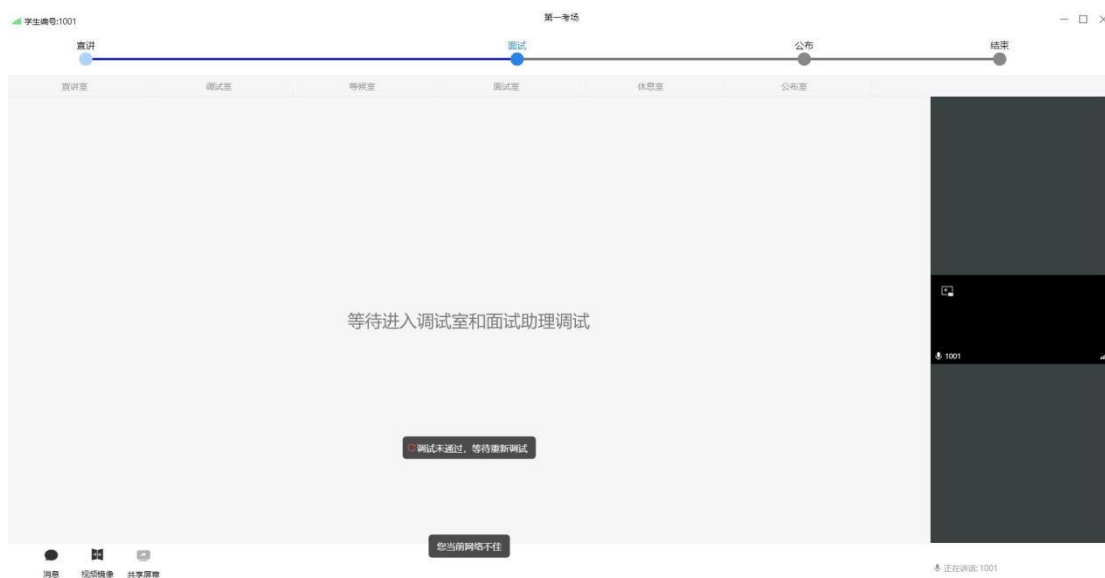 学生编号:1001
第一考场
宣讲
面试
公布
结束
宣讲室 调试室 等候室 面试室 休息室 公布室
等待进入调试室和面试助理调试
1001
调试未通过，等待重新调试
您当前网络不佳
消息 视频镜像 共享屏幕
正在讲话: 1001